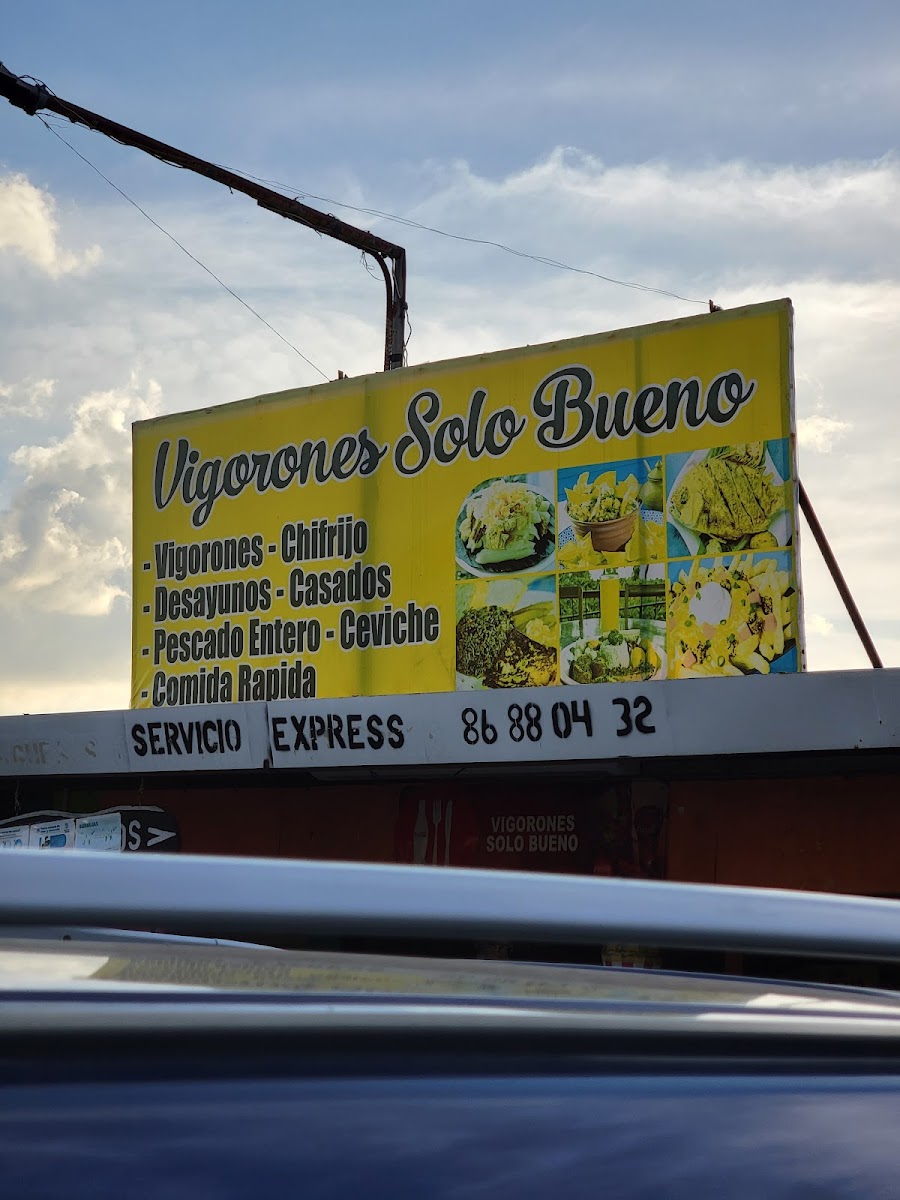 Vigorones Solo Bueno
- Vigorones - Chifrijo
- Desayunos - Casados
- Pescado Entero - Ceviche
- Comida Rapida
SERVICIO EXPRESS 86 88 04 32
VIGORONES
SOLO BUENO